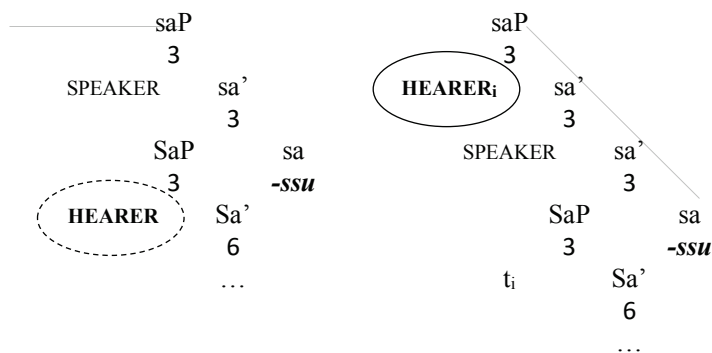 saP saP
3 3
SPEAKER sa’ HEARERi sa’
3 3
SaP sa SPEAKER sa’
3 -ssu 3
HEARER Sa’ SaP sa
6 3 -ssu
… ti Sa’
6
…